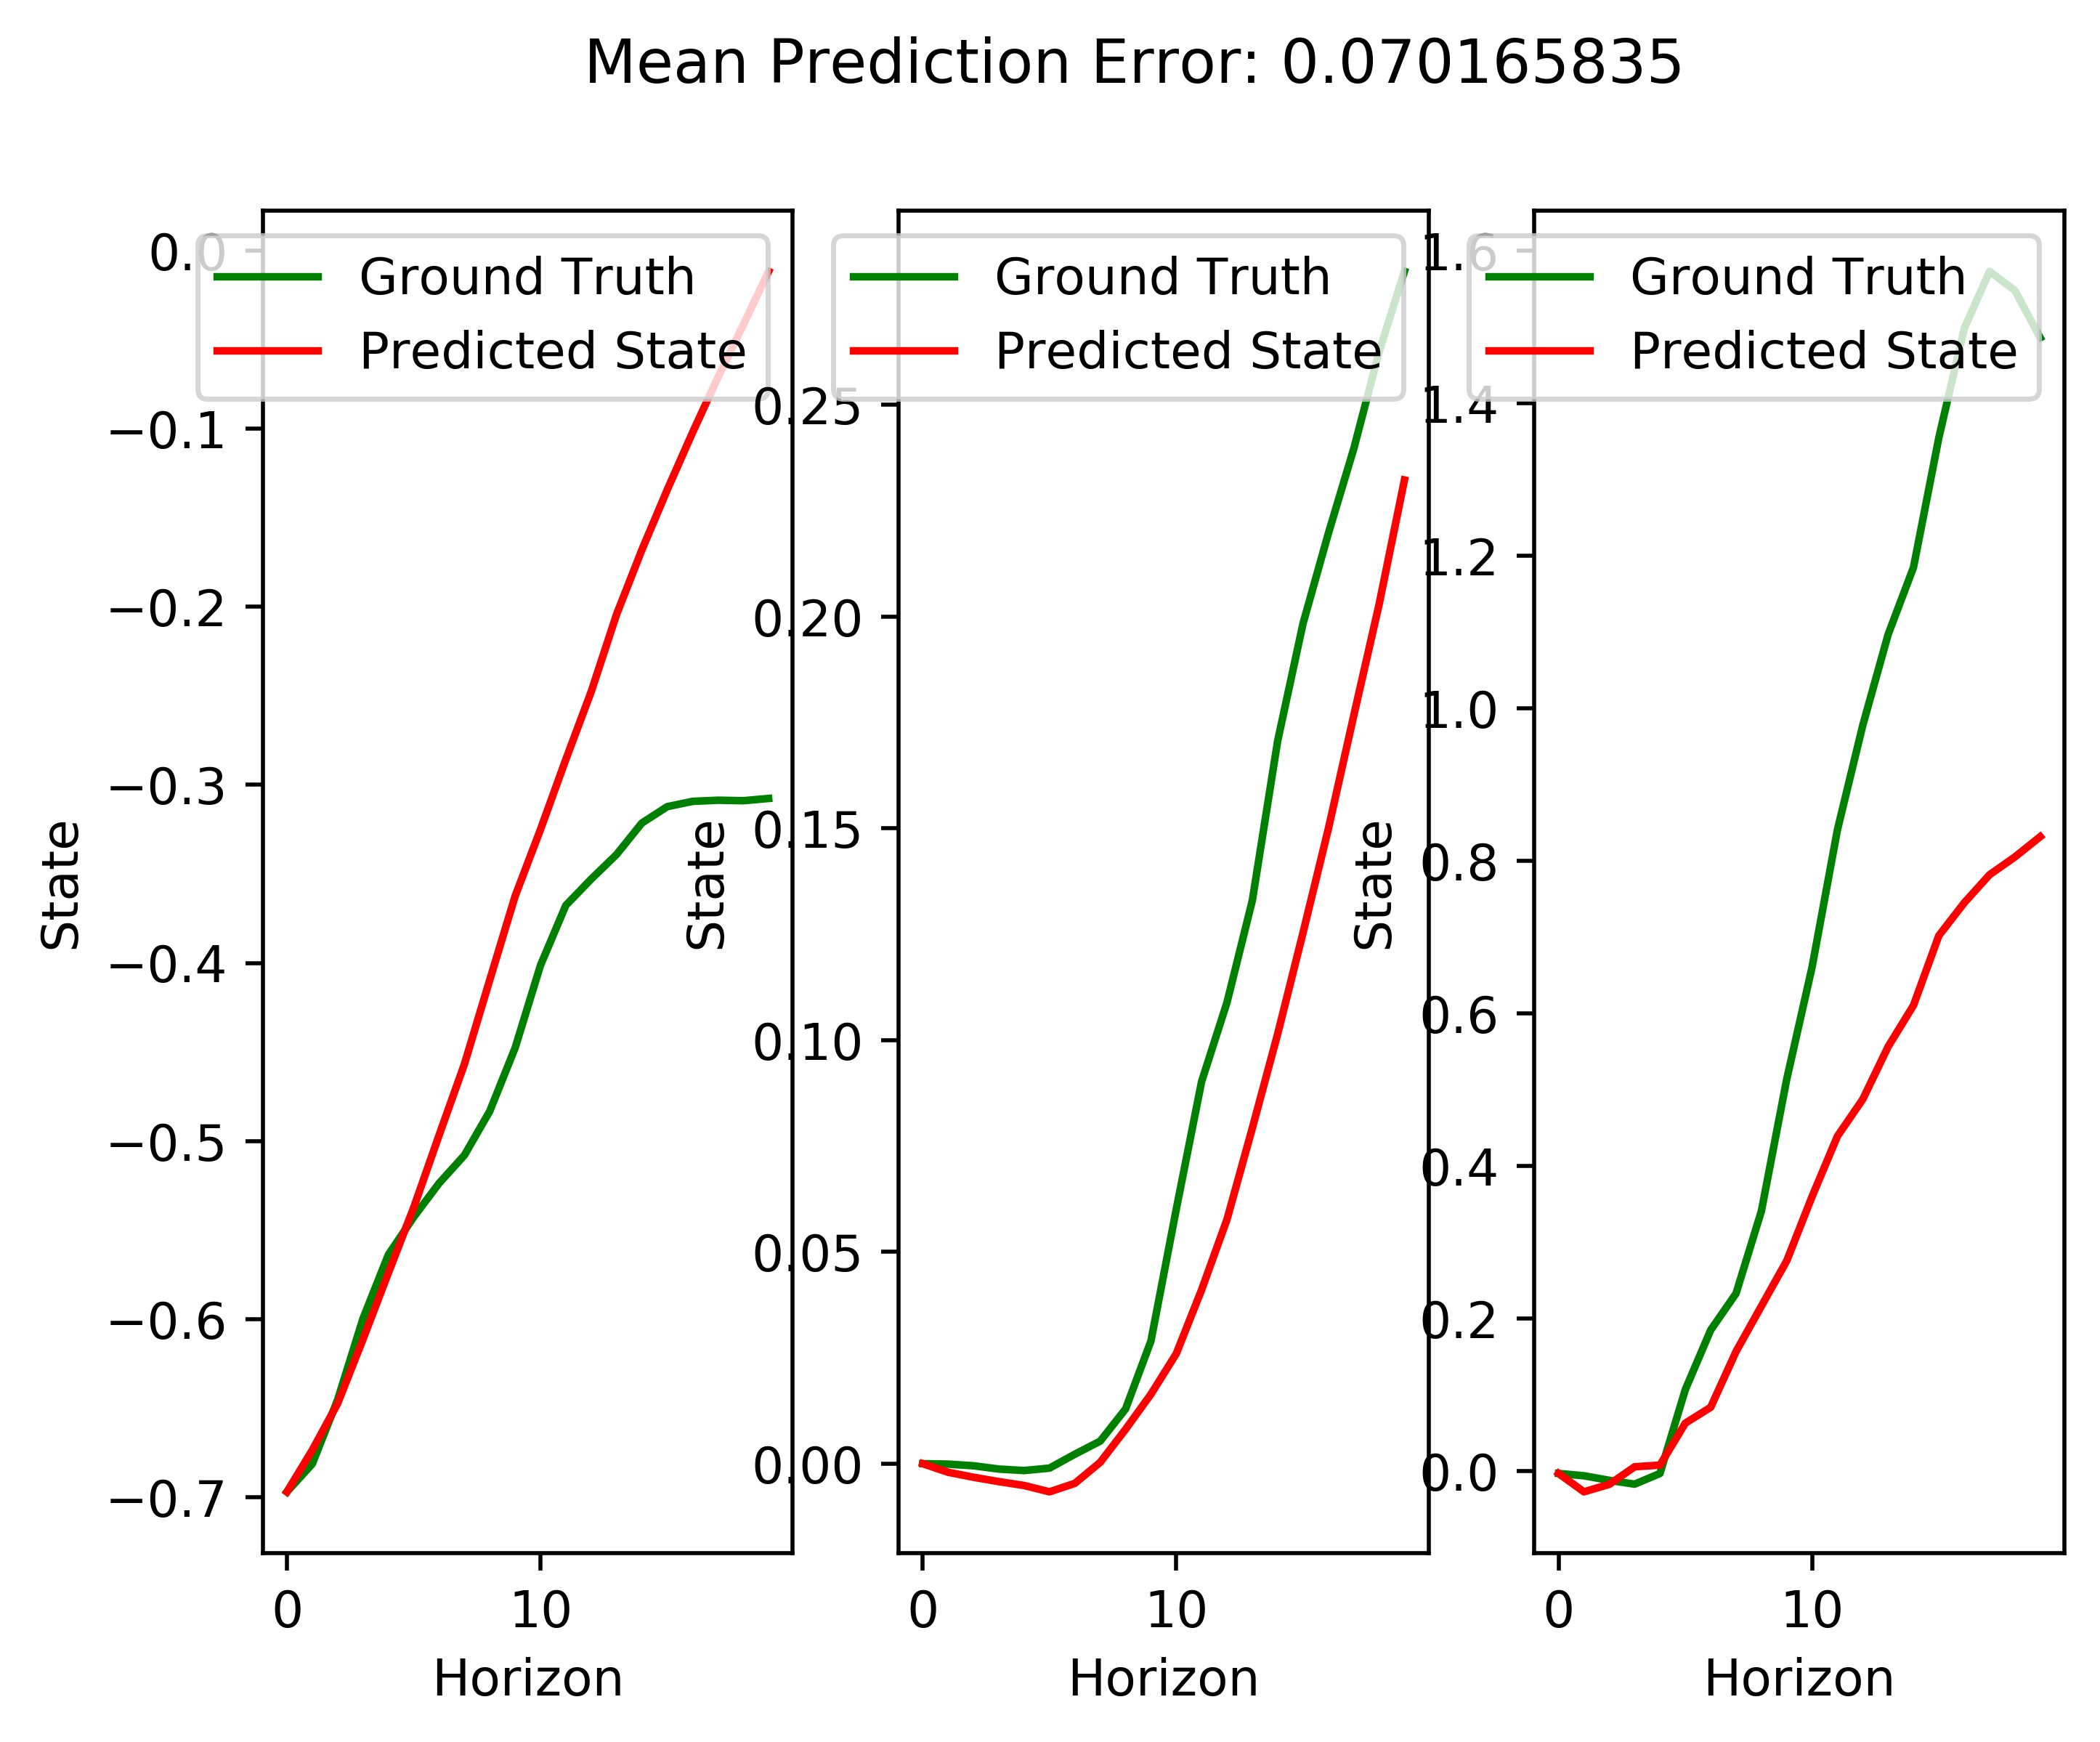 Mean Prediction Error: 0.070165835
Ground Truth
Predicted State
0.0
−0.1
−0.2
−0.3
−0.4
−0.5
−0.6
−0.7
State
0
10
Horizon
Ground Truth
Predicted State
0.25
0.20
0.15
0.10
0.05
0.00
State
0
10
Horizon
Ground Truth
Predicted State
1.6
1.4
1.2
1.0
0.8
0.6
0.4
0.2
0.0
State
0
10
Horizon